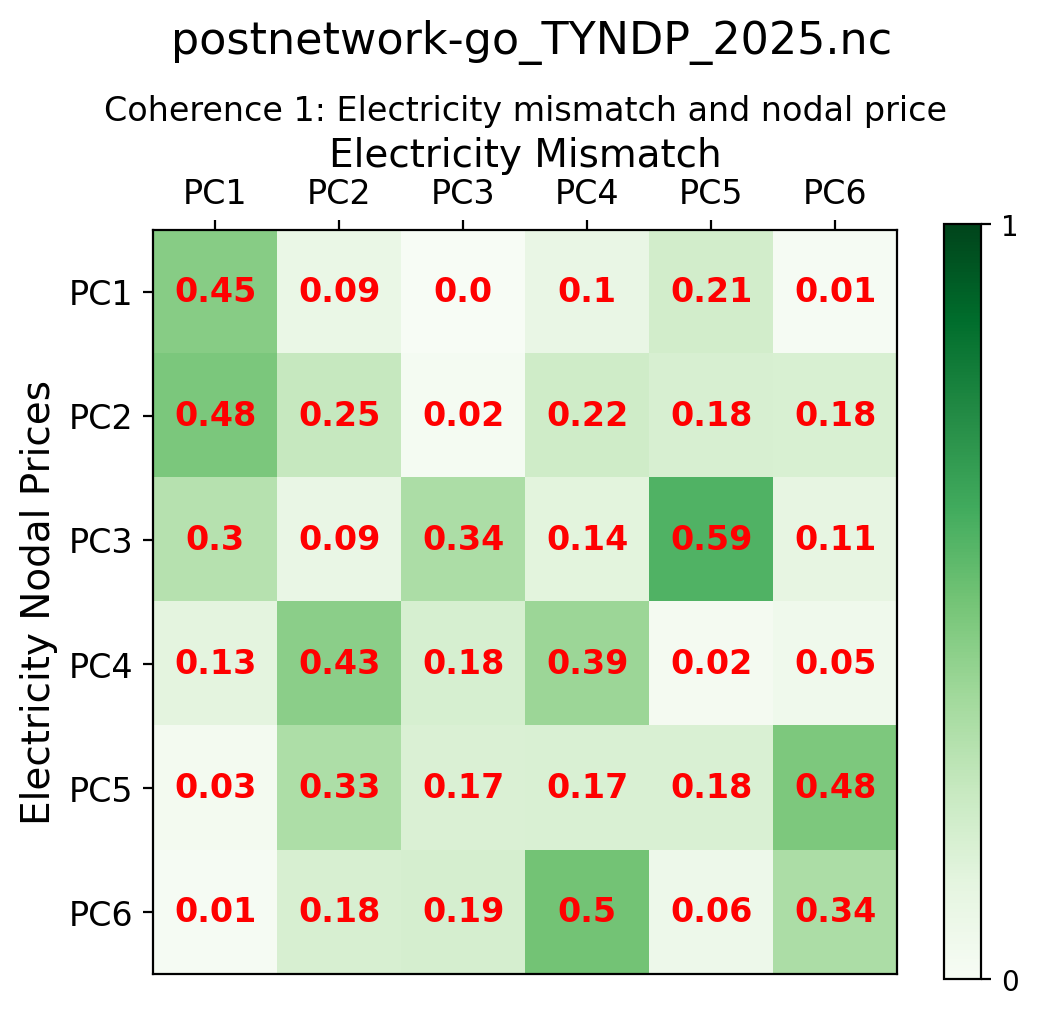 postnetwork-go_TYNDP_2025.nc
Coherence 1: Electricity mismatch and nodal price
Electricity Mismatch
PC1 PC2 PC3 PC4 PC5 PC6
Electricity Nodal Prices
PC1 0.45 0.09 0.0 0.1 0.21 0.01
PC2 0.48 0.25 0.02 0.22 0.18 0.18
PC3 0.3 0.09 0.34 0.14 0.59 0.11
PC4 0.13 0.43 0.18 0.39 0.02 0.05
PC5 0.03 0.33 0.17 0.17 0.18 0.48
PC6 0.01 0.18 0.19 0.5 0.06 0.34
1
0